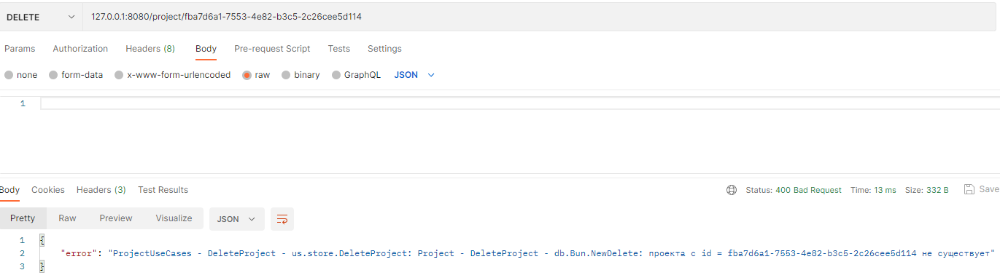 DELETE 127.0.0.1:8080/project/fba7d6a1-7553-4e82-b3c5-2c26cee5d114
Params Authorization Headers (8) Body Pre-request Script Tests Settings
none form-data x-www-form-urlencoded raw binary GraphQL JSON
1
Body Cookies Headers (3) Test Results Status: 400 Bad Request Time: 13 ms Size: 332 B Save
Pretty Raw Preview Visualize JSON
1 {
2 "error": "ProjectUseCases - DeleteProject - us.store.DeleteProject: Project - DeleteProject - db.Bun.NewDelete: проекта с id = fba7d6a1-7553-4e82-b3c5-2c26cee5d114 не существует"
3 }